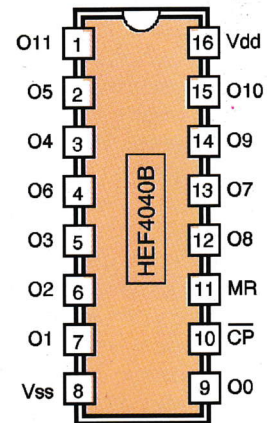 O11 1 16 Vdd
O5 2 15 O10
O4 3 14 O9
O6 4 13 O7
HEF4040B
O3 5 12 O8
O2 6 11 MR
O1 7 10 C̅P̅
Vss 8 9 O0